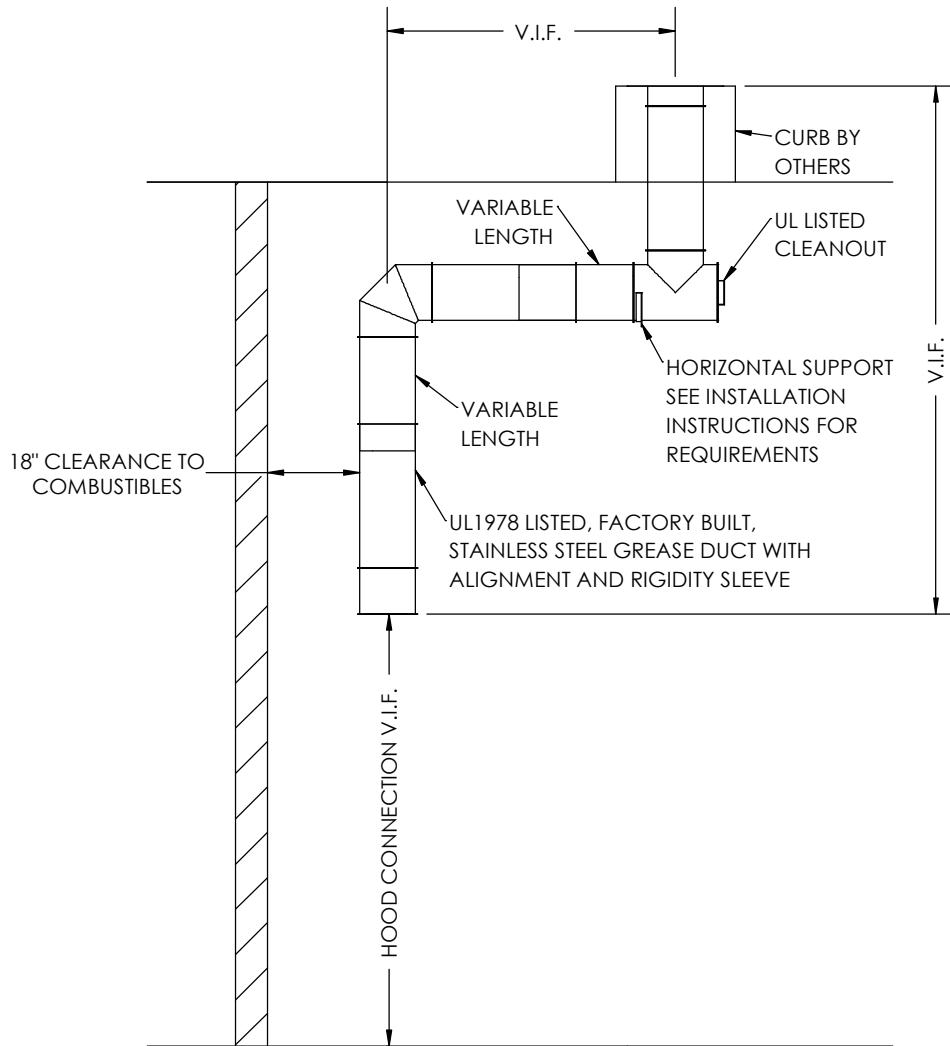 V.I.F.
CURB BY
OTHERS
VARIABLE
LENGTH
UL LISTED
CLEANOUT
HORIZONTAL SUPPORT
SEE INSTALLATION
INSTRUCTIONS FOR
REQUIREMENTS
V.I.F.
VARIABLE
LENGTH
18" CLEARANCE TO
COMBUSTIBLES
UL1978 LISTED, FACTORY BUILT,
STAINLESS STEEL GREASE DUCT WITH
ALIGNMENT AND RIGIDITY SLEEVE
HOOD CONNECTION V.I.F.